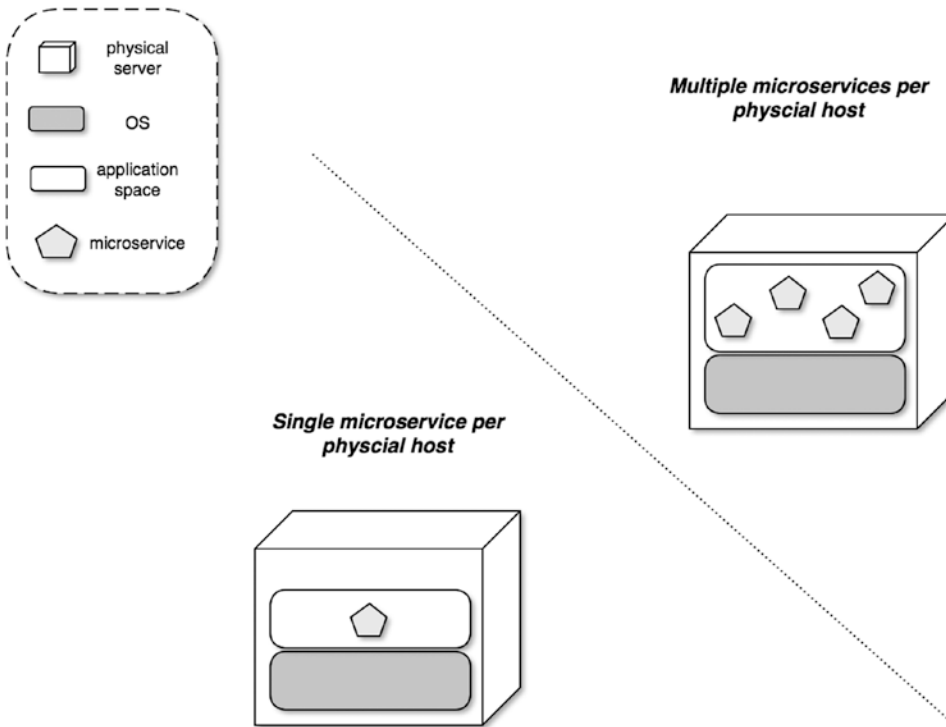 physical
server
OS
application
space
microservice
Multiple microservices per
physcial host
Single microservice per
physcial host